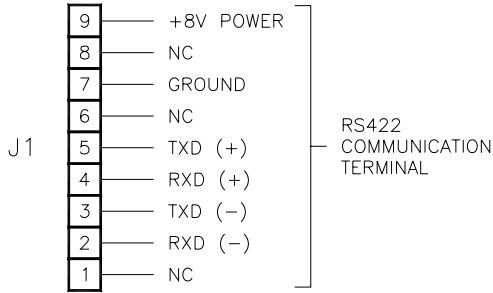 9 +8V POWER
8 NC
7 GROUND
6 NC
J1
5 TXD (+)
4 RXD (+)
3 TXD (−)
2 RXD (−)
1 NC
RS422
COMMUNICATION
TERMINAL